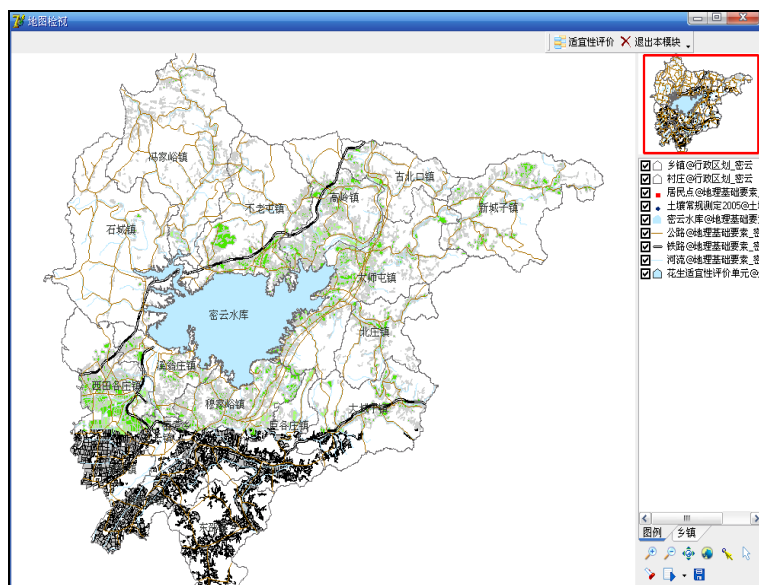 地图检视
适宜性评价 退出本模块
冯家峪镇
古北口镇
高岭镇
不老屯镇
新城子镇
石城镇
太师屯镇
密云水库
北庄镇
溪翁庄镇
西田各庄镇
穆家峪镇
巨各庄镇
乡镇@行政区划_密云
村庄@行政区划_密云
居民点@地理基础要素_
土壤常规测定2005@土
密云水库@地理基础要
公路@地理基础要素_密
铁路@地理基础要素_密
河流@地理基础要素_密
花生适宜性评价单元@
图例 乡镇